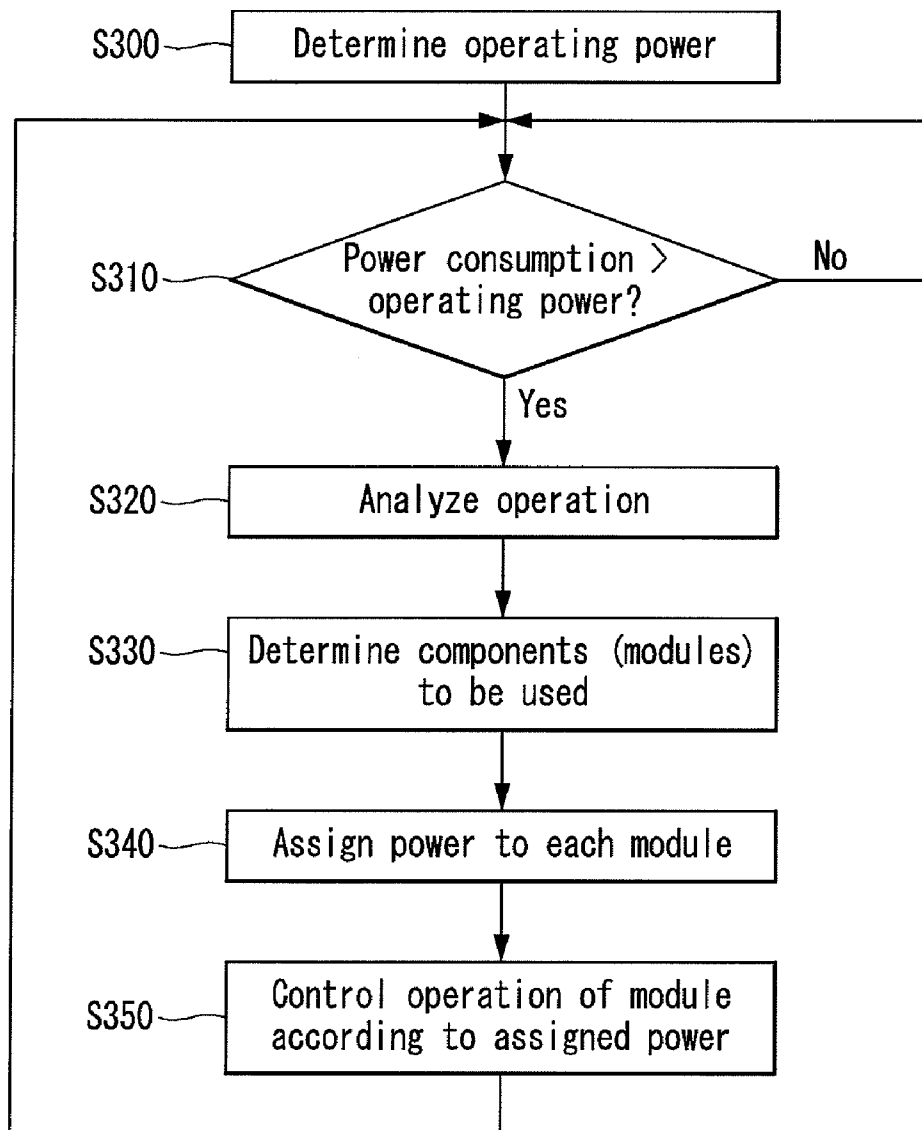 S300
Determine operating power
S310
Power consumption >
operating power?
No
Yes
S320
Analyze operation
S330
Determine components (modules)
to be used
S340
Assign power to each module
S350
Control operation of module
according to assigned power